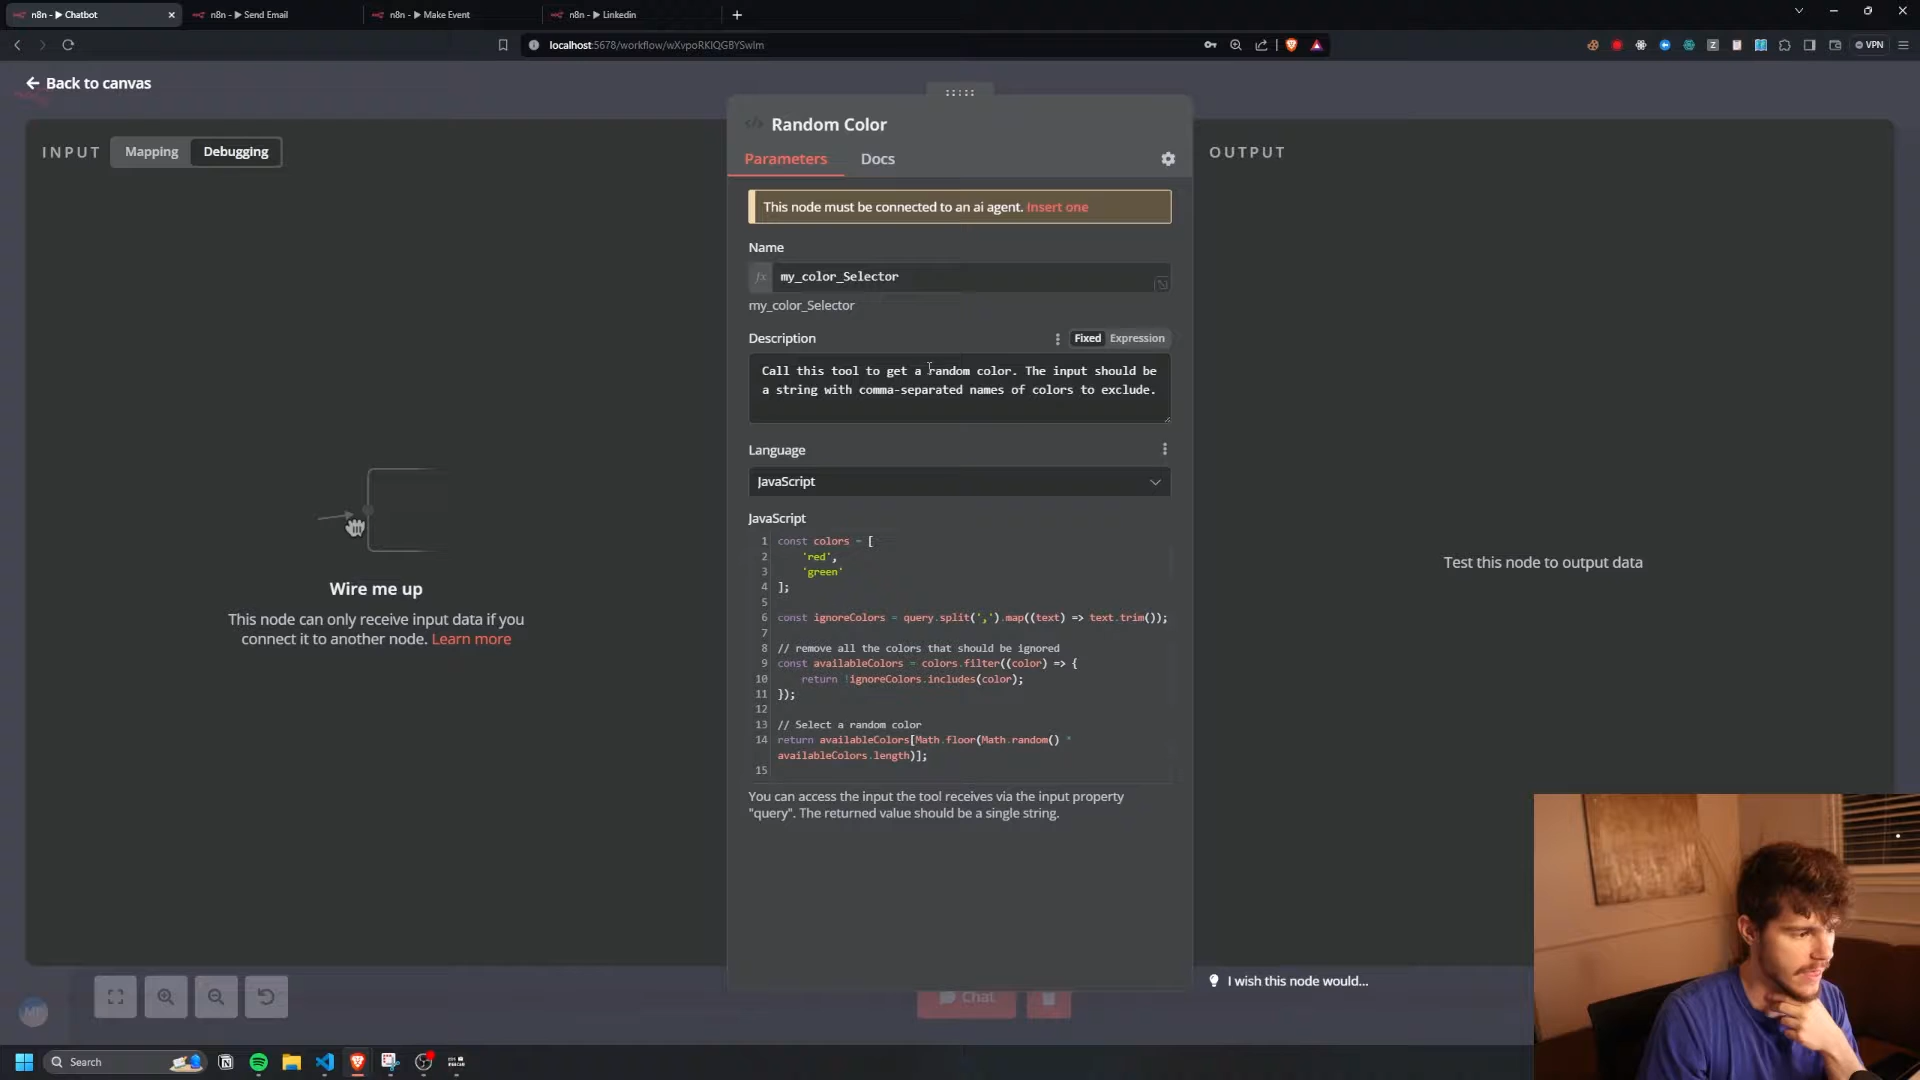 n8n - ▶ Chatbot
n8n - ▶ Send Email
n8n - ▶ Make Event
n8n - ▶ Linkedin
localhost:5678/workflow/wXvpoRKIQGBYSwlm
VPN
Back to canvas
INPUT
Mapping
Debugging
Random Color
OUTPUT
Parameters
Docs
This node must be connected to an ai agent. Insert one
Name
fx
my_color_Selector
my_color_Selector
Description
Fixed
Expression
Call this tool to get a random color. The input should be
a string with comma-separated names of colors to exclude.
Language
JavaScript
JavaScript
1 const colors = [
2 'red',
3 'green'
4 ];
5
6 const ignoreColors = query.split(',').map((text) => text.trim());
7
8 // remove all the colors that should be ignored
9 const availableColors = colors.filter((color) => {
10 return !ignoreColors.includes(color);
11 });
12
13 // Select a random color
14 return availableColors[Math.floor(Math.random() *
availableColors.length)];
15
You can access the input the tool receives via the input property
"query". The returned value should be a single string.
Wire me up
This node can only receive input data if you
connect it to another node. Learn more
Test this node to output data
I wish this node would...
Chat
MP
Search